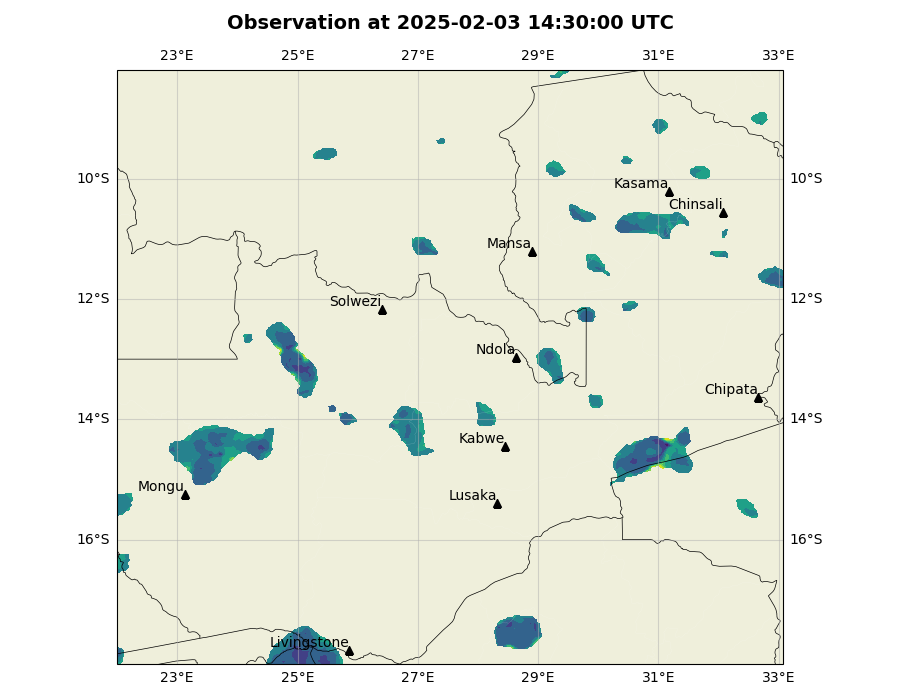 Observation at 2025-02-03 14:30:00 UTC
23°E 25°E 27°E 29°E 31°E 33°E
10°S 10°S
Kasama
Chinsali
Mansa
12°S 12°S
Solwezi
Ndola
Chipata
14°S 14°S
Kabwe
Mongu
Lusaka
16°S 16°S
Livingstone
23°E 25°E 27°E 29°E 31°E 33°E